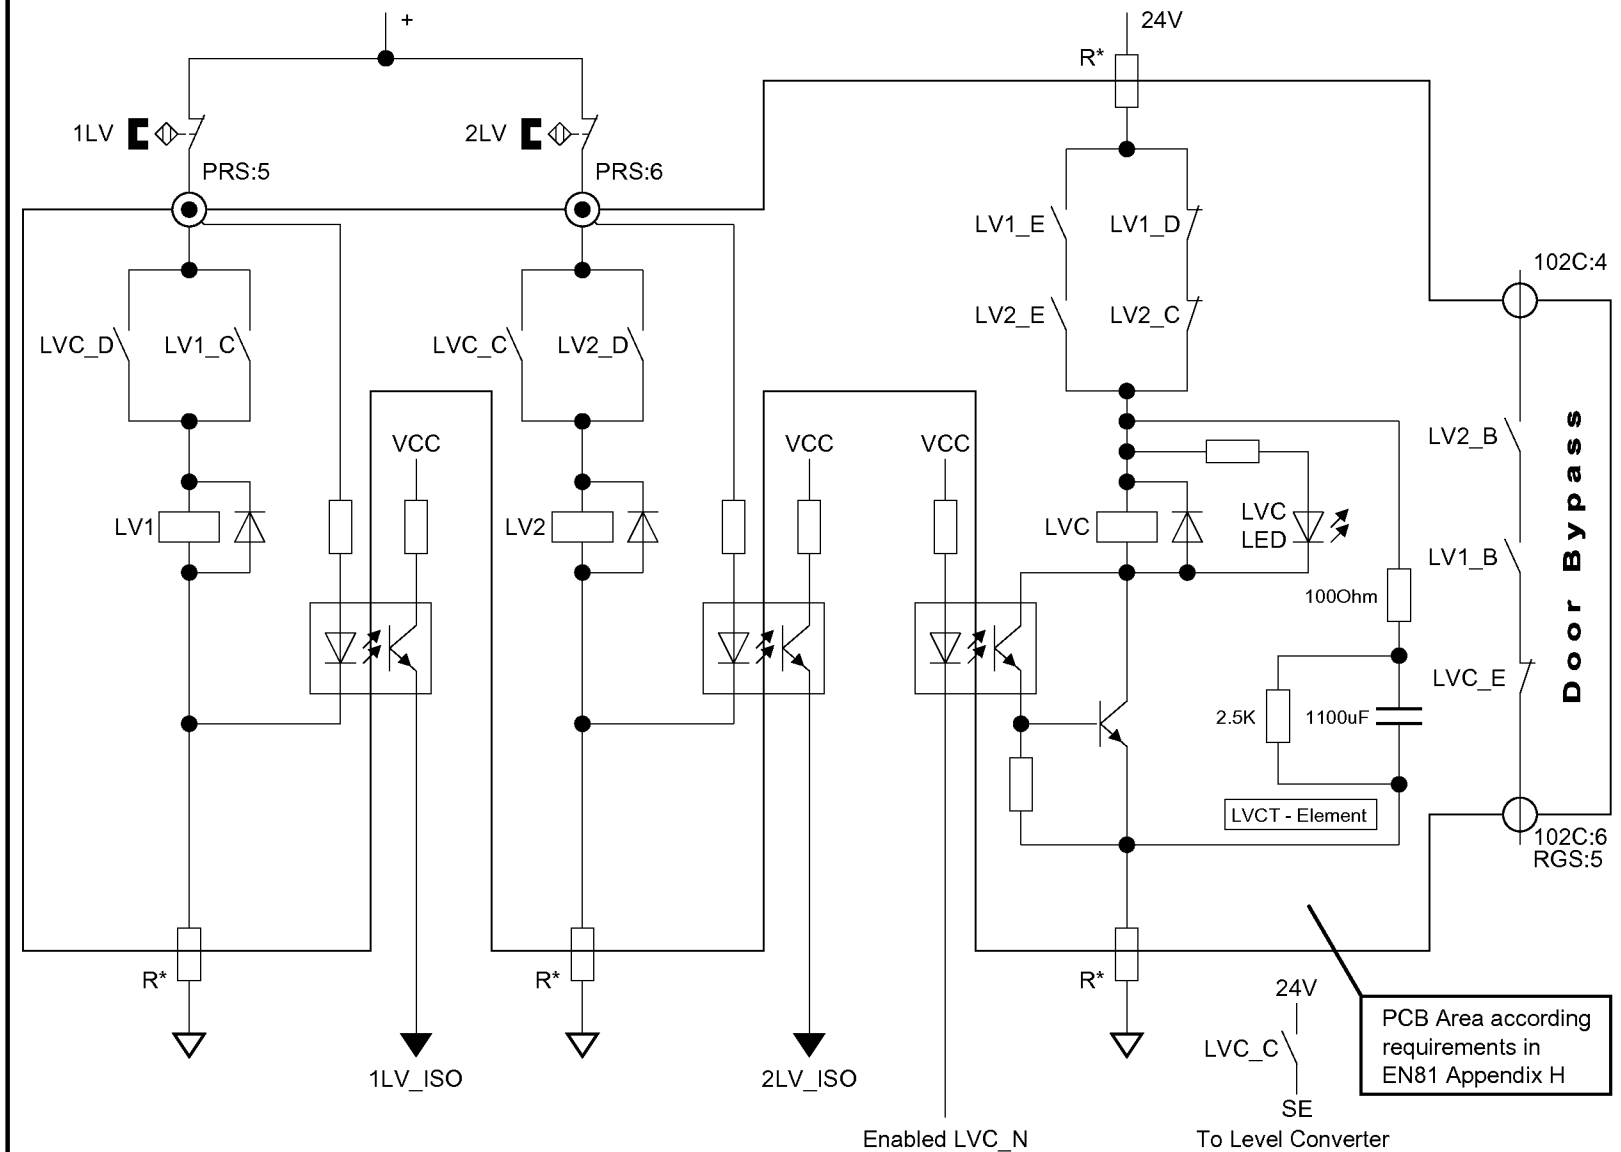 +
24V
R*
1LV
2LV
PRS:5
PRS:6
LV1_E
LV1_D
102C:4
LV2_E
LV2_C
LVC_D
LV1_C
LVC_C
LV2_D
VCC
VCC
VCC
LV2_B
LV1
LV2
LVC
LVC
LED
LV1_B
100Ohm
LVC_E
Door Bypass
2.5K
1100uF
LVCT - Element
102C:6
RGS:5
R*
R*
R*
24V
PCB Area according
requirements in
EN81 Appendix H
LVC_C
1LV_ISO
2LV_ISO
SE
Enabled LVC_N
To Level Converter